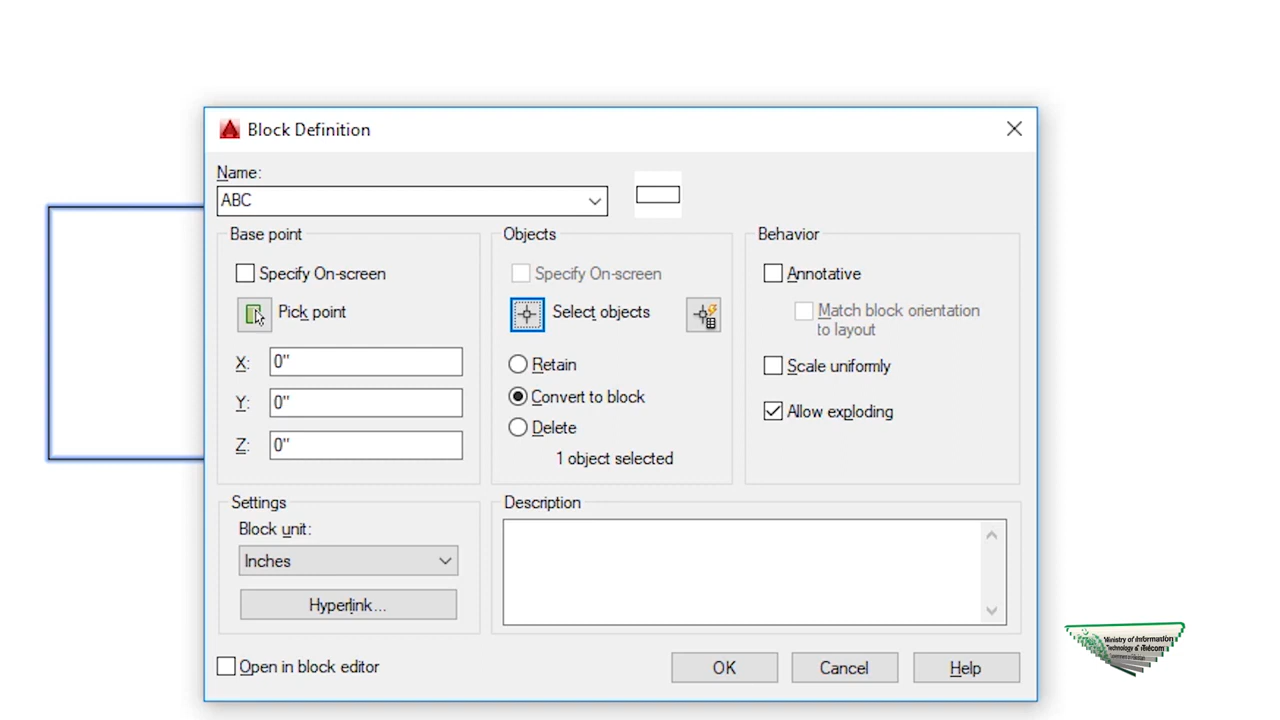 Block Definition
Name:
ABC
Base point
Specify On-screen
Pick point
X: 0"
Y: 0"
Z: 0"
Objects
Specify On-screen
Select objects
Retain
Convert to block
Delete
1 object selected
Behavior
Annotative
Match block orientation
to layout
Scale uniformly
Allow exploding
Settings
Block unit:
Inches
Hyperlink...
Description
Open in block editor
OK Cancel Help
Ministry of Information
Technology & Telecom